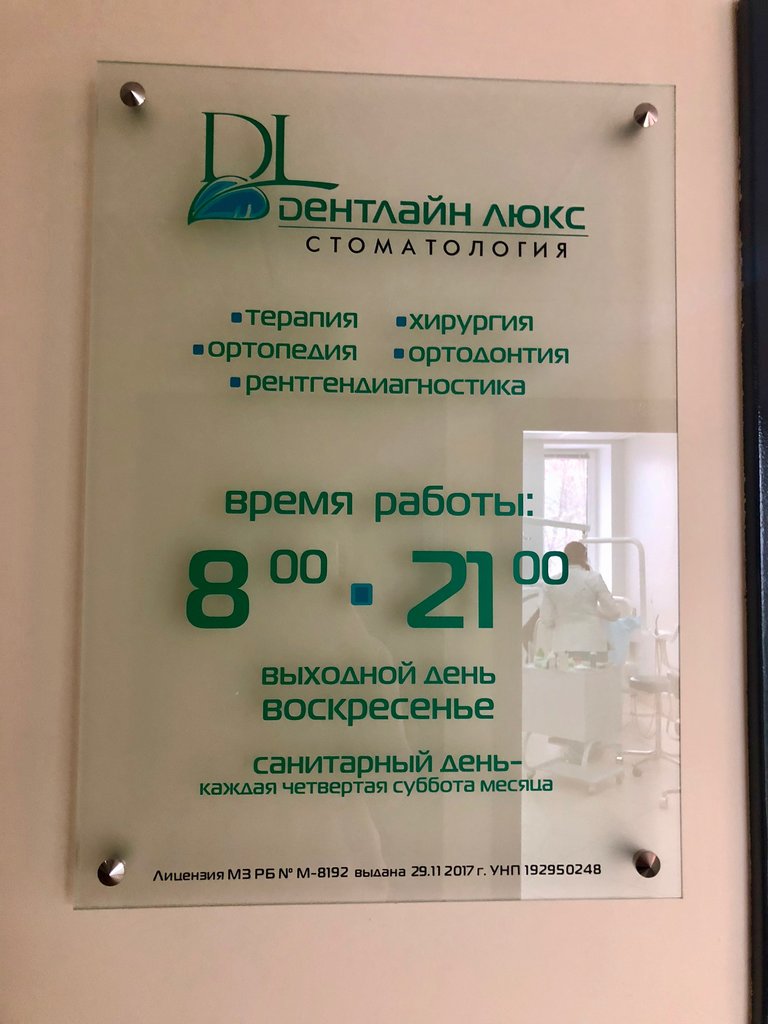 DL
Дентлайн Люкс
СТОМАТОЛОГИЯ
▪терапия ▪хирургия
▪ортопедия ▪ортодонтия
▪рентгендиагностика
время работы:
8 00 ▪ 21 00
выходной день
воскресенье
санитарный день-
каждая четвертая суббота месяца
Лицензия МЗ РБ № М-8192 выдана 29.11 2017 г. УНП 192950248